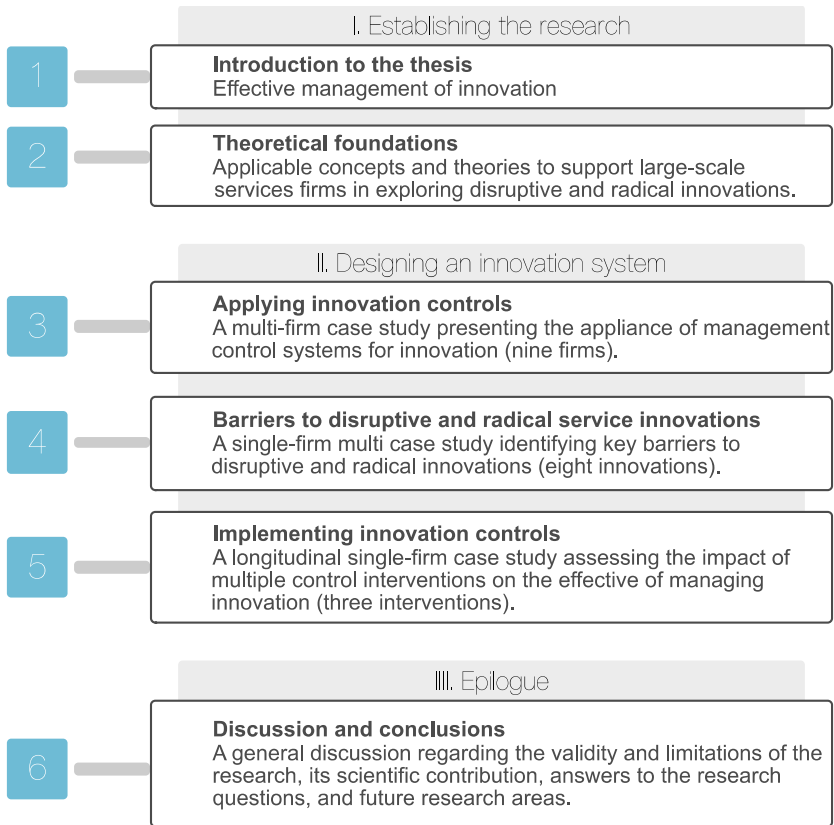 I. Establishing the research
1
Introduction to the thesis
Effective management of innovation
2
Theoretical foundations
Applicable concepts and theories to support large-scale
services firms in exploring disruptive and radical innovations.
II. Designing an innovation system
3
Applying innovation controls
A multi-firm case study presenting the appliance of management
control systems for innovation (nine firms).
4
Barriers to disruptive and radical service innovations
A single-firm multi case study identifying key barriers to
disruptive and radical innovations (eight innovations).
5
Implementing innovation controls
A longitudinal single-firm case study assessing the impact of
multiple control interventions on the effective of managing
innovation (three interventions).
III. Epilogue
6
Discussion and conclusions
A general discussion regarding the validity and limitations of the
research, its scientific contribution, answers to the research
questions, and future research areas.